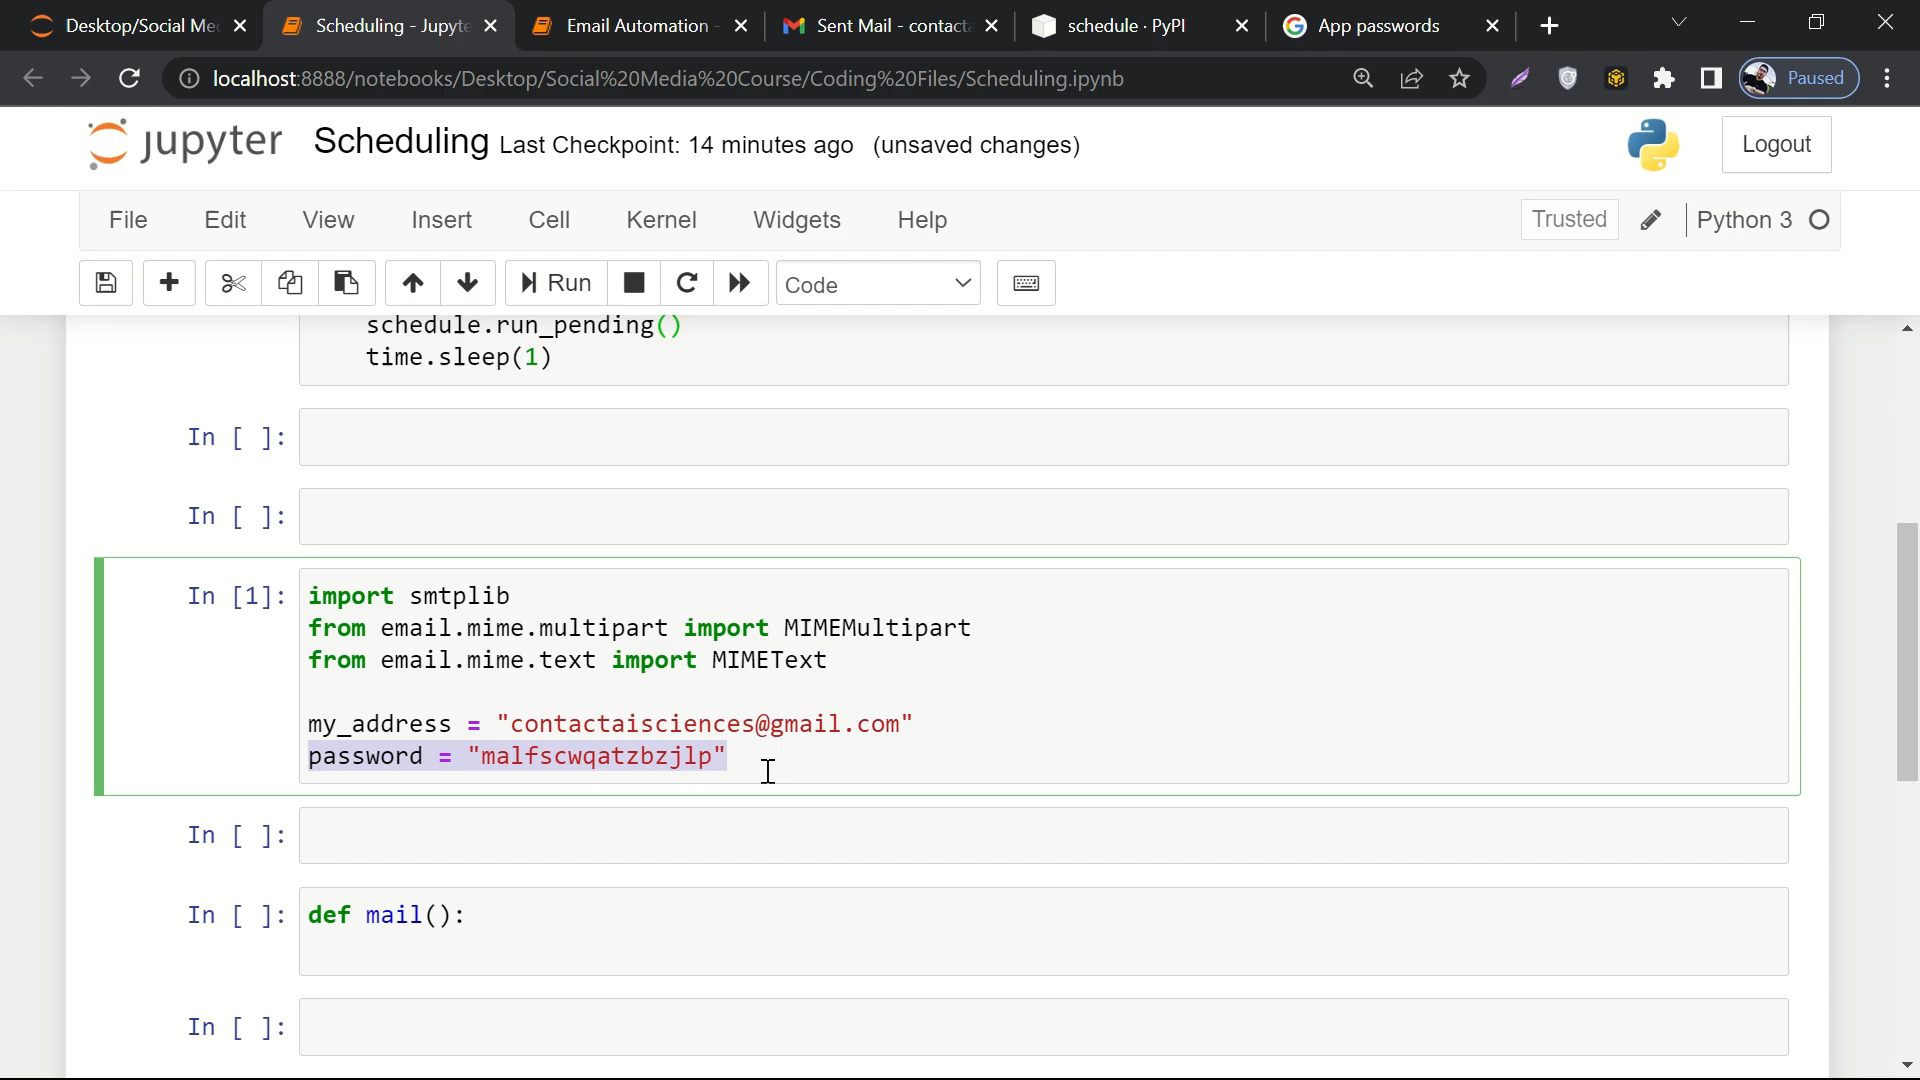 Desktop/Social Me
Scheduling - Jupyte
Email Automation -
Sent Mail - contacta
schedule · PyPI
App passwords
localhost:8888/notebooks/Desktop/Social%20Media%20Course/Coding%20Files/Scheduling.ipynb
Paused
jupyter Scheduling Last Checkpoint: 14 minutes ago (unsaved changes)
Logout
File Edit View Insert Cell Kernel Widgets Help
Trusted Python 3
Run Code
schedule.run_pending()
time.sleep(1)
In [ ]:
In [ ]:
In [1]: import smtplib
from email.mime.multipart import MIMEMultipart
from email.mime.text import MIMEText
my_address = "contactaisciences@gmail.com"
password = "malfscwqatzbzjlp"
In [ ]:
In [ ]: def mail():
In [ ]: